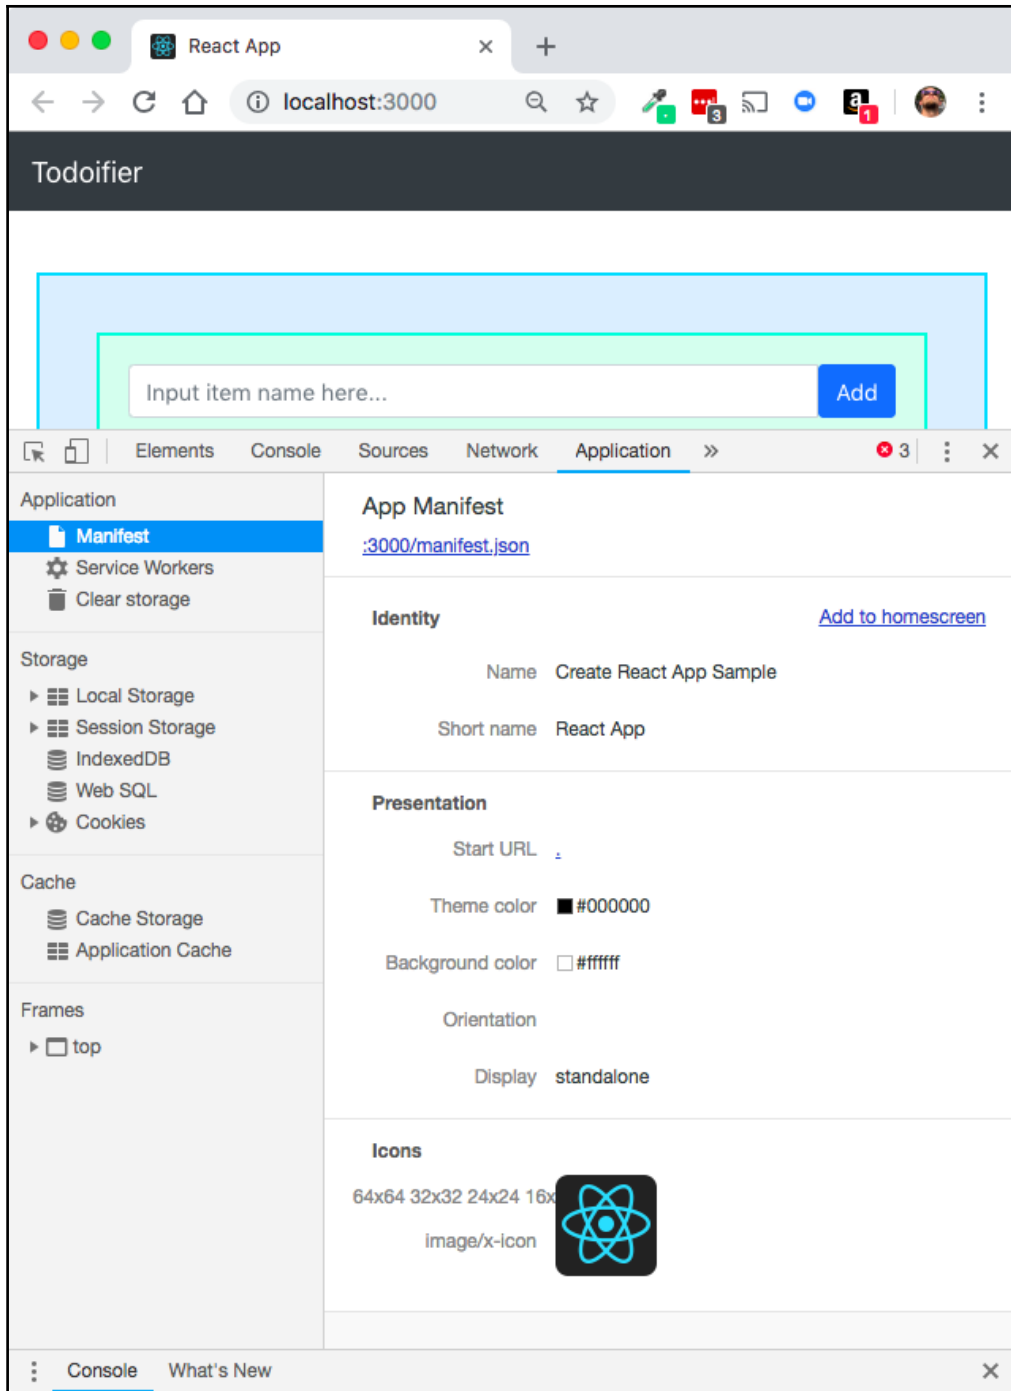 React App
localhost:3000
3
1
Todoifier
Input item name here...
Add
Elements Console Sources Network Application » 3
Application
Manifest
Service Workers
Clear storage
Storage
Local Storage
Session Storage
IndexedDB
Web SQL
Cookies
Cache
Cache Storage
Application Cache
Frames
top
App Manifest
:3000/manifest.json
Identity Add to homescreen
Name Create React App Sample
Short name React App
Presentation
Start URL .
Theme color #000000
Background color #ffffff
Orientation
Display standalone
Icons
64x64 32x32 24x24 16x
image/x-icon
Console What's New